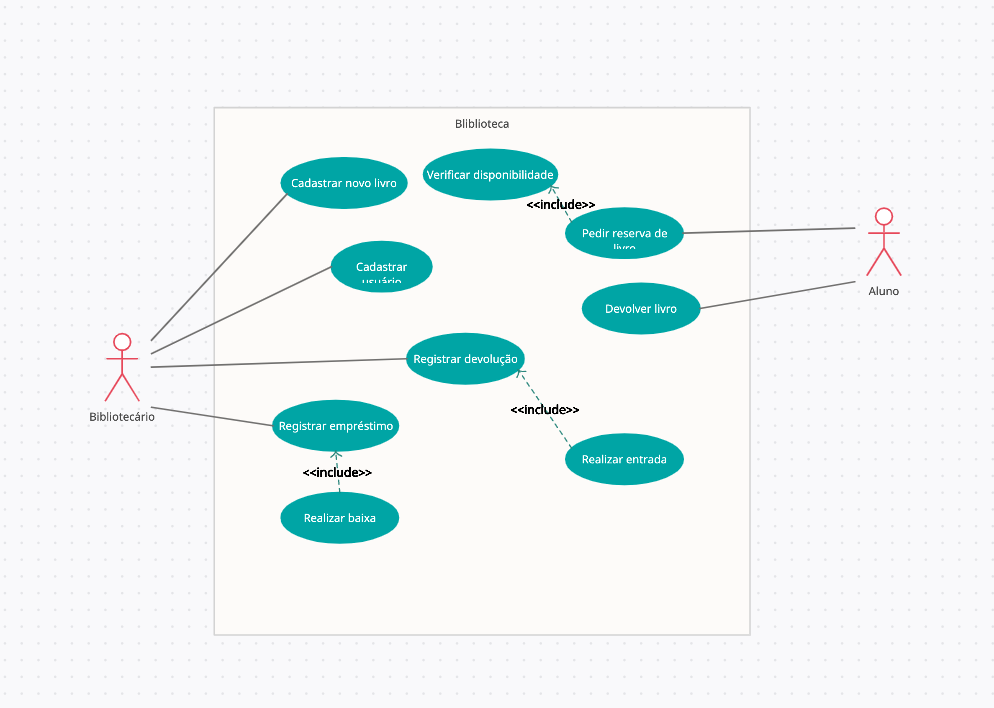 Bliblioteca
Cadastrar novo livro
Verificar disponibilidade
<<include>>
Pedir reserva de
livro
Cadastrar
usuário
Aluno
Devolver livro
Registrar devolução
Bibliotecário
<<include>>
Registrar empréstimo
Realizar entrada
<<include>>
Realizar baixa